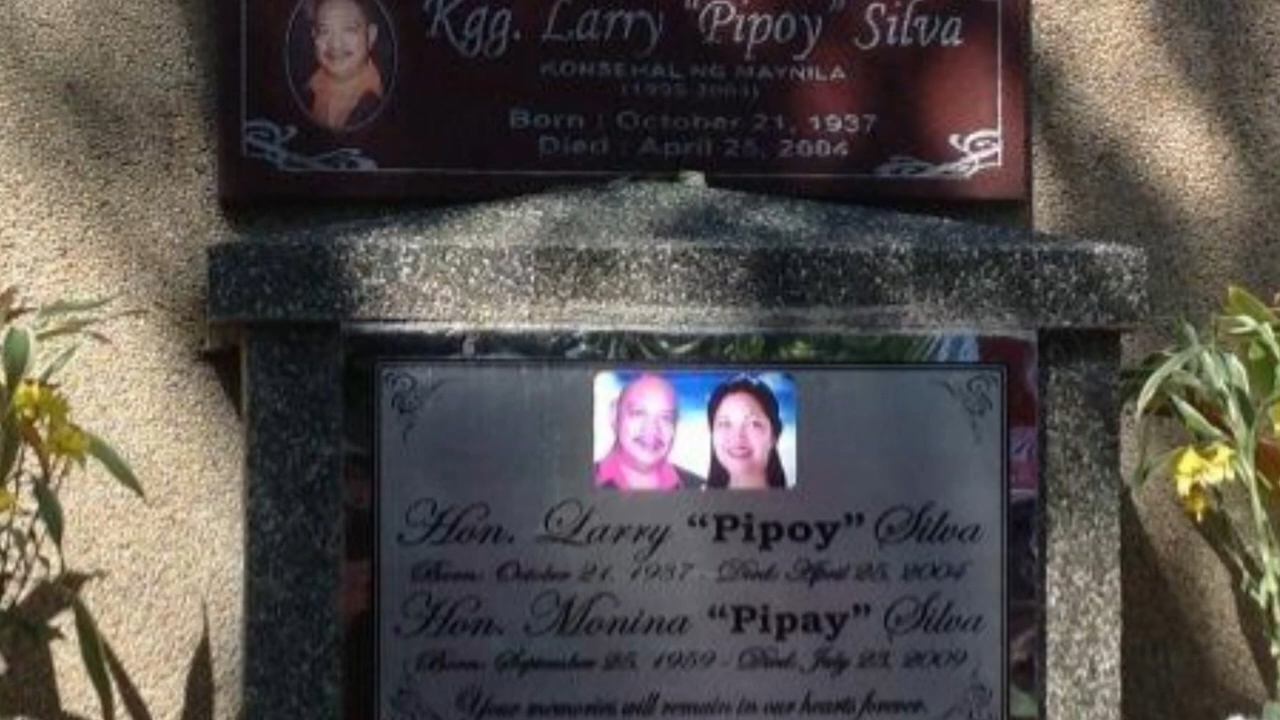 Kgg. Larry "Pipoy" Silva
KONSEHAL NG MAYNILA
(1995-2004)
Born : October 21, 1937
Died : April 25, 2004
Hon. Larry “Pipoy” Silva
Born: October 21, 1937 - Died: April 25, 2004
Hon. Monina “Pipay” Silva
Born: September 25, 1959 - Died: July 23, 2009
Your memories will remain in our hearts forever.